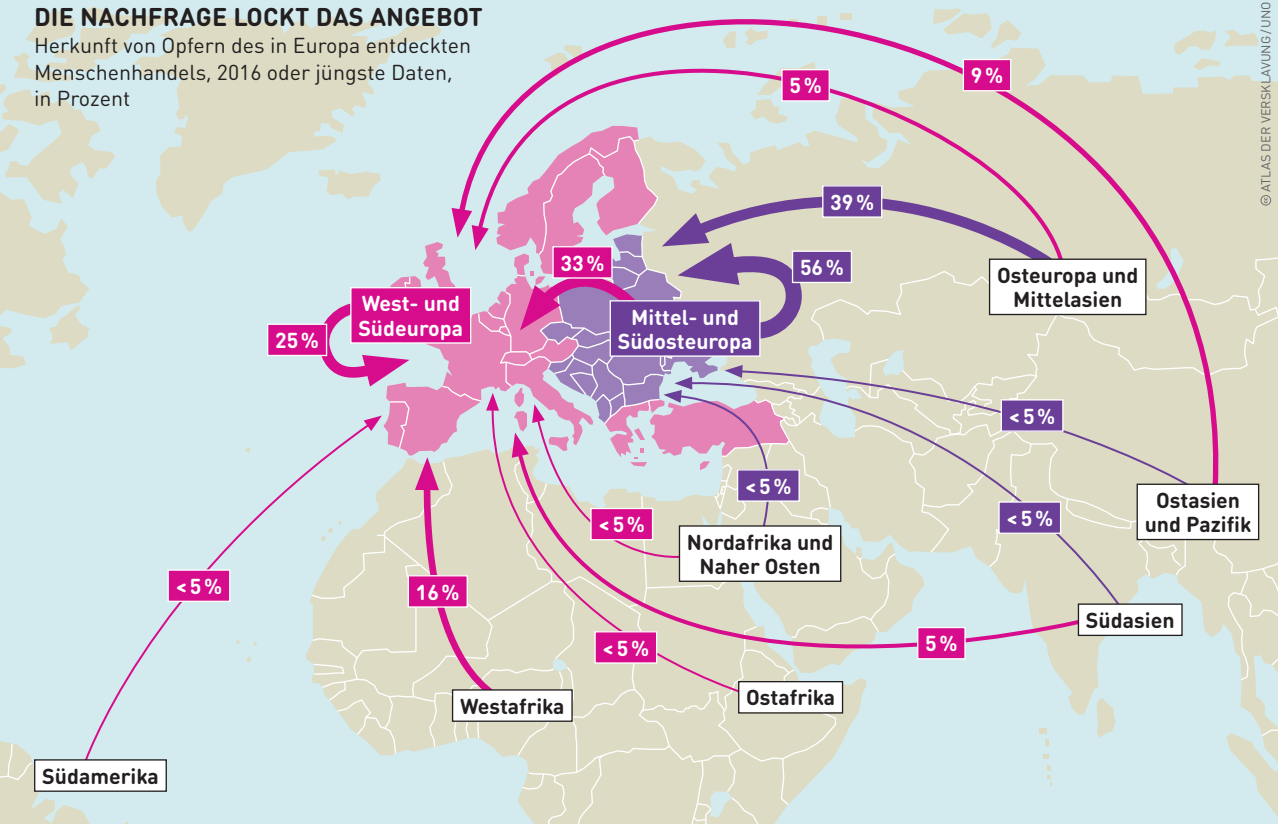 DIE NACHFRAGE LOCKT DAS ANGEBOT
Herkunft von Opfern des in Europa entdeckten
Menschenhandels, 2016 oder jüngste Daten,
in Prozent
© ATLAS DER VERSKLAVUNG / UNO
9 %
5 %
39 %
33 %
56 %
Osteuropa und
Mittelasien
West- und
Südeuropa
Mittel- und
Südosteuropa
25 %
< 5 %
< 5 %
Ostasien
und Pazifik
< 5 %
< 5 %
Nordafrika und
Naher Osten
< 5 %
16 %
Südasien
5 %
< 5 %
Ostafrika
Westafrika
Südamerika